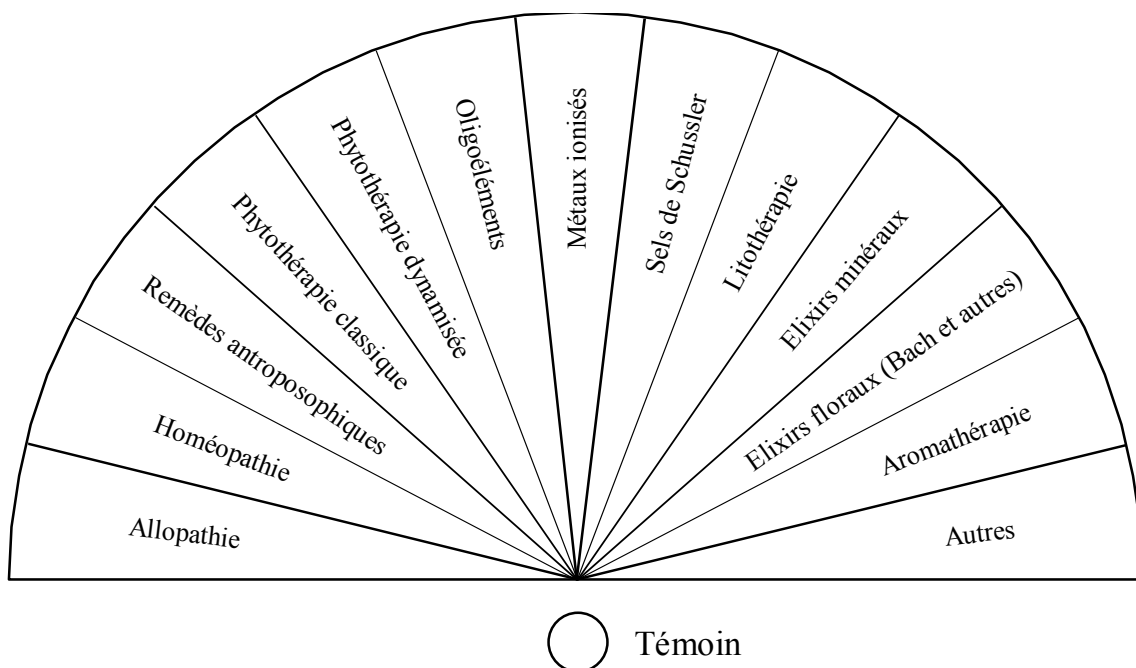 Allopathie
Homéopathie
Remèdes antroposophiques
Phytothérapie classique
Phytothérapie dynamisée
Oligoéléments
Métaux ionisés
Sels de Schussler
Litothérapie
Elixirs minéraux
Elixirs floraux (Bach et autres)
Aromathérapie
Autres
Témoin